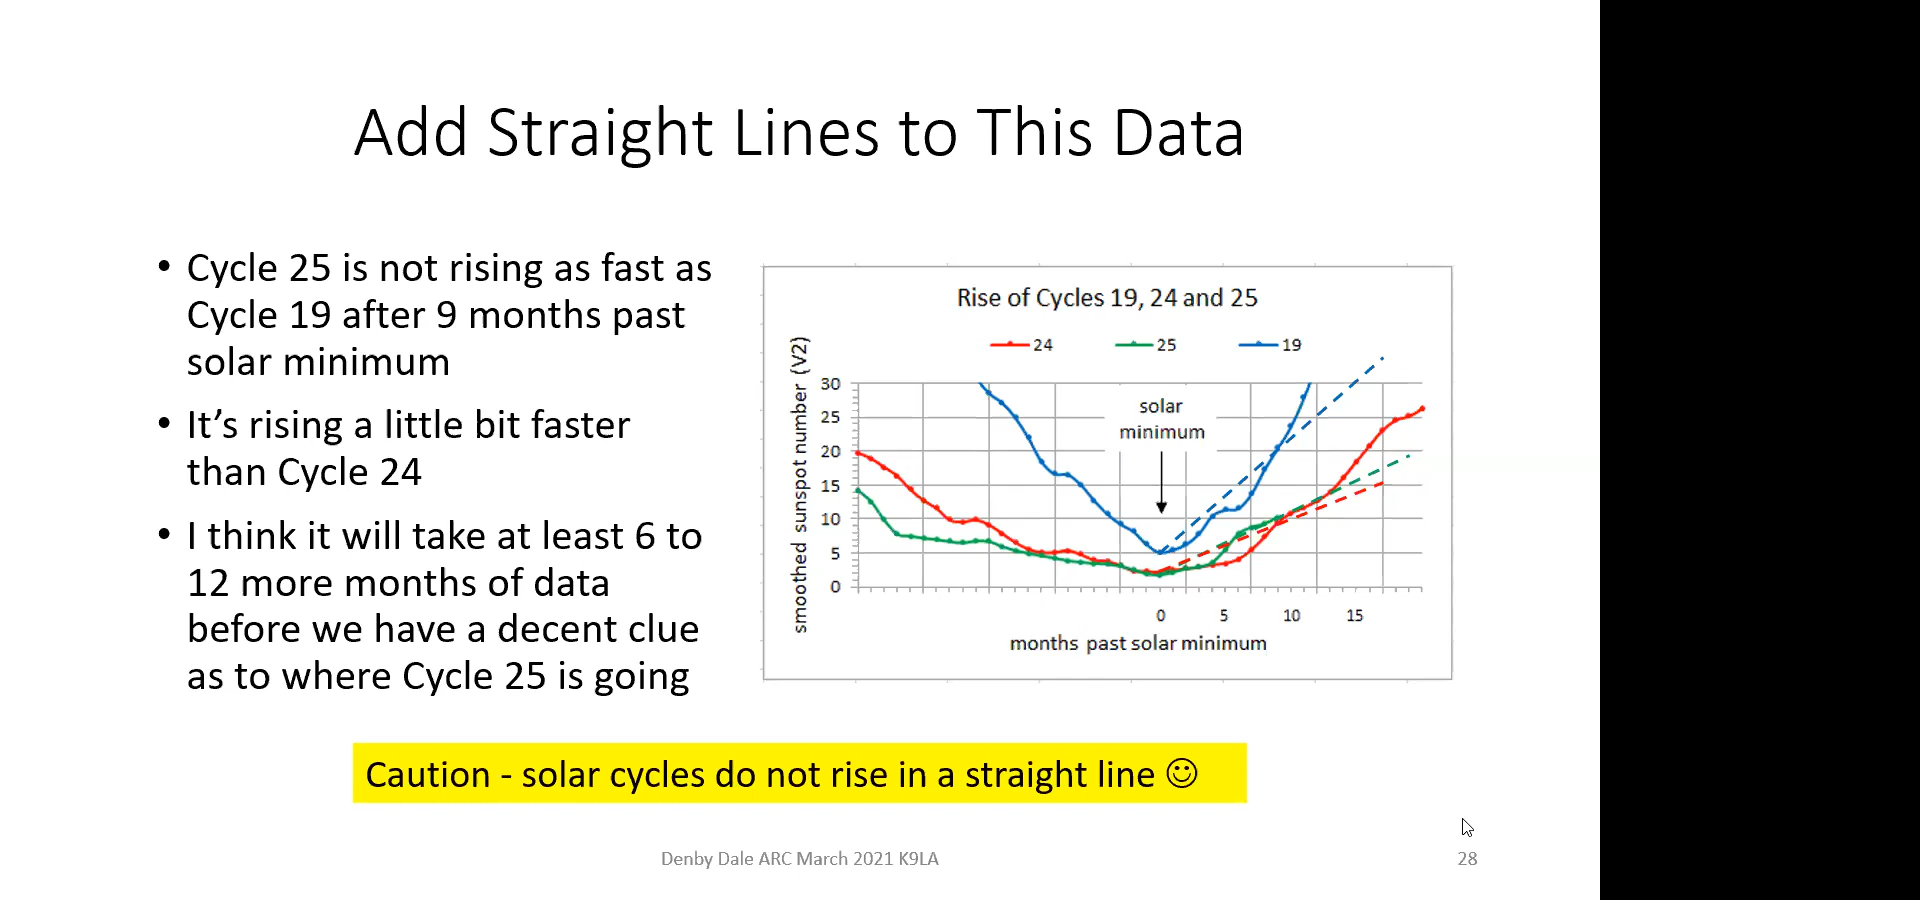 Add Straight Lines to This Data
• Cycle 25 is not rising as fast as
Cycle 19 after 9 months past
solar minimum
• It’s rising a little bit faster
than Cycle 24
• I think it will take at least 6 to
12 more months of data
before we have a decent clue
as to where Cycle 25 is going
Rise of Cycles 19, 24 and 25
24 25 19
smoothed sunspot number (V2)
30
25
20
15
10
5
0
solar
minimum
0 5 10 15
months past solar minimum
Caution - solar cycles do not rise in a straight line ☺
Denby Dale ARC March 2021 K9LA
28